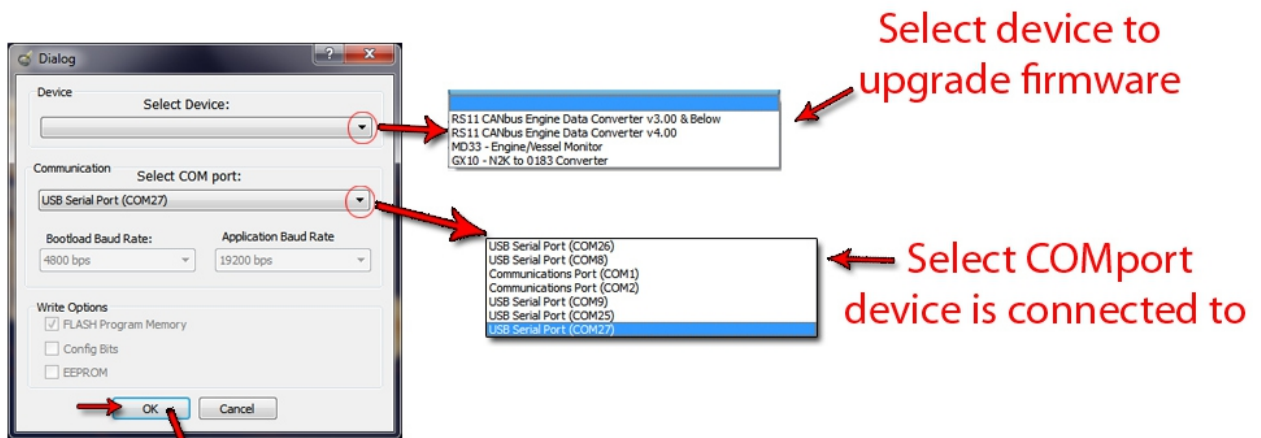 Dialog
Device
Select Device:
Communication
Select COM port:
USB Serial Port (COM27)
Bootload Baud Rate:
Application Baud Rate
4800 bps
19200 bps
Write Options
FLASH Program Memory
Config Bits
EEPROM
OK
Cancel
RS11 CANbus Engine Data Converter v3.00 & Below
RS11 CANbus Engine Data Converter v4.00
MD33 - Engine/Vessel Monitor
GX10 - N2K to 0183 Converter
Select device to
upgrade firmware
USB Serial Port (COM26)
USB Serial Port (COM8)
Communications Port (COM1)
Communications Port (COM2)
USB Serial Port (COM9)
USB Serial Port (COM25)
USB Serial Port (COM27)
Select COMport
device is connected to